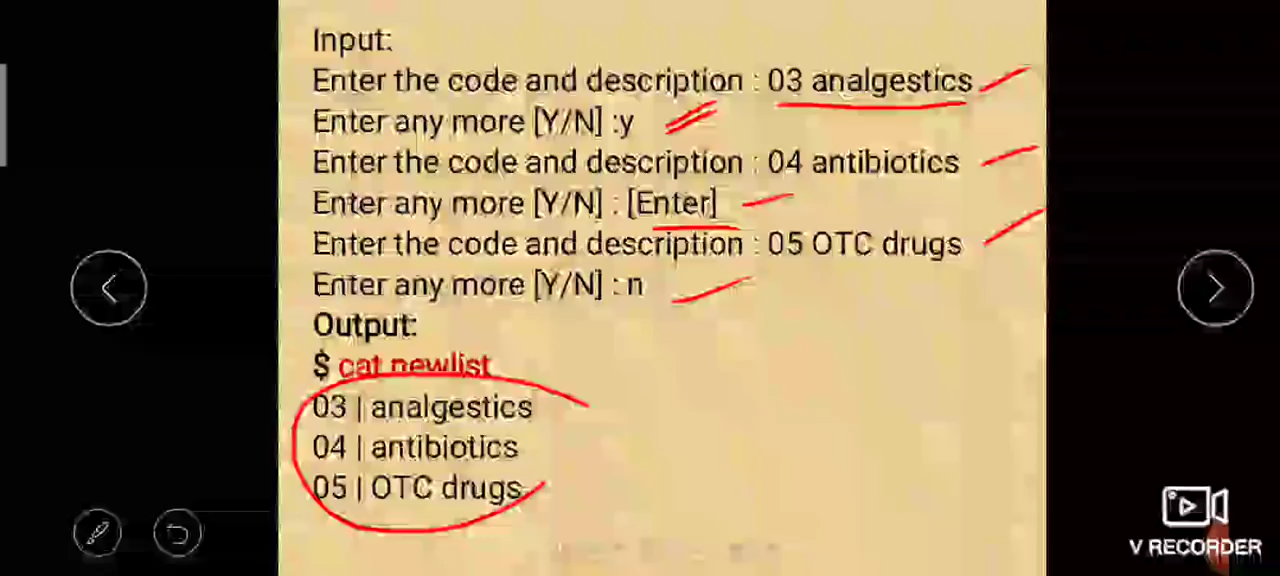 Input:
Enter the code and description : 03 analgestics
Enter any more [Y/N] :y
Enter the code and description : 04 antibiotics
Enter any more [Y/N] : [Enter]
Enter the code and description : 05 OTC drugs
Enter any more [Y/N] : n
Output:
$ cat newlist
03 | analgestics
04 | antibiotics
05 | OTC drugs
V RECORDER